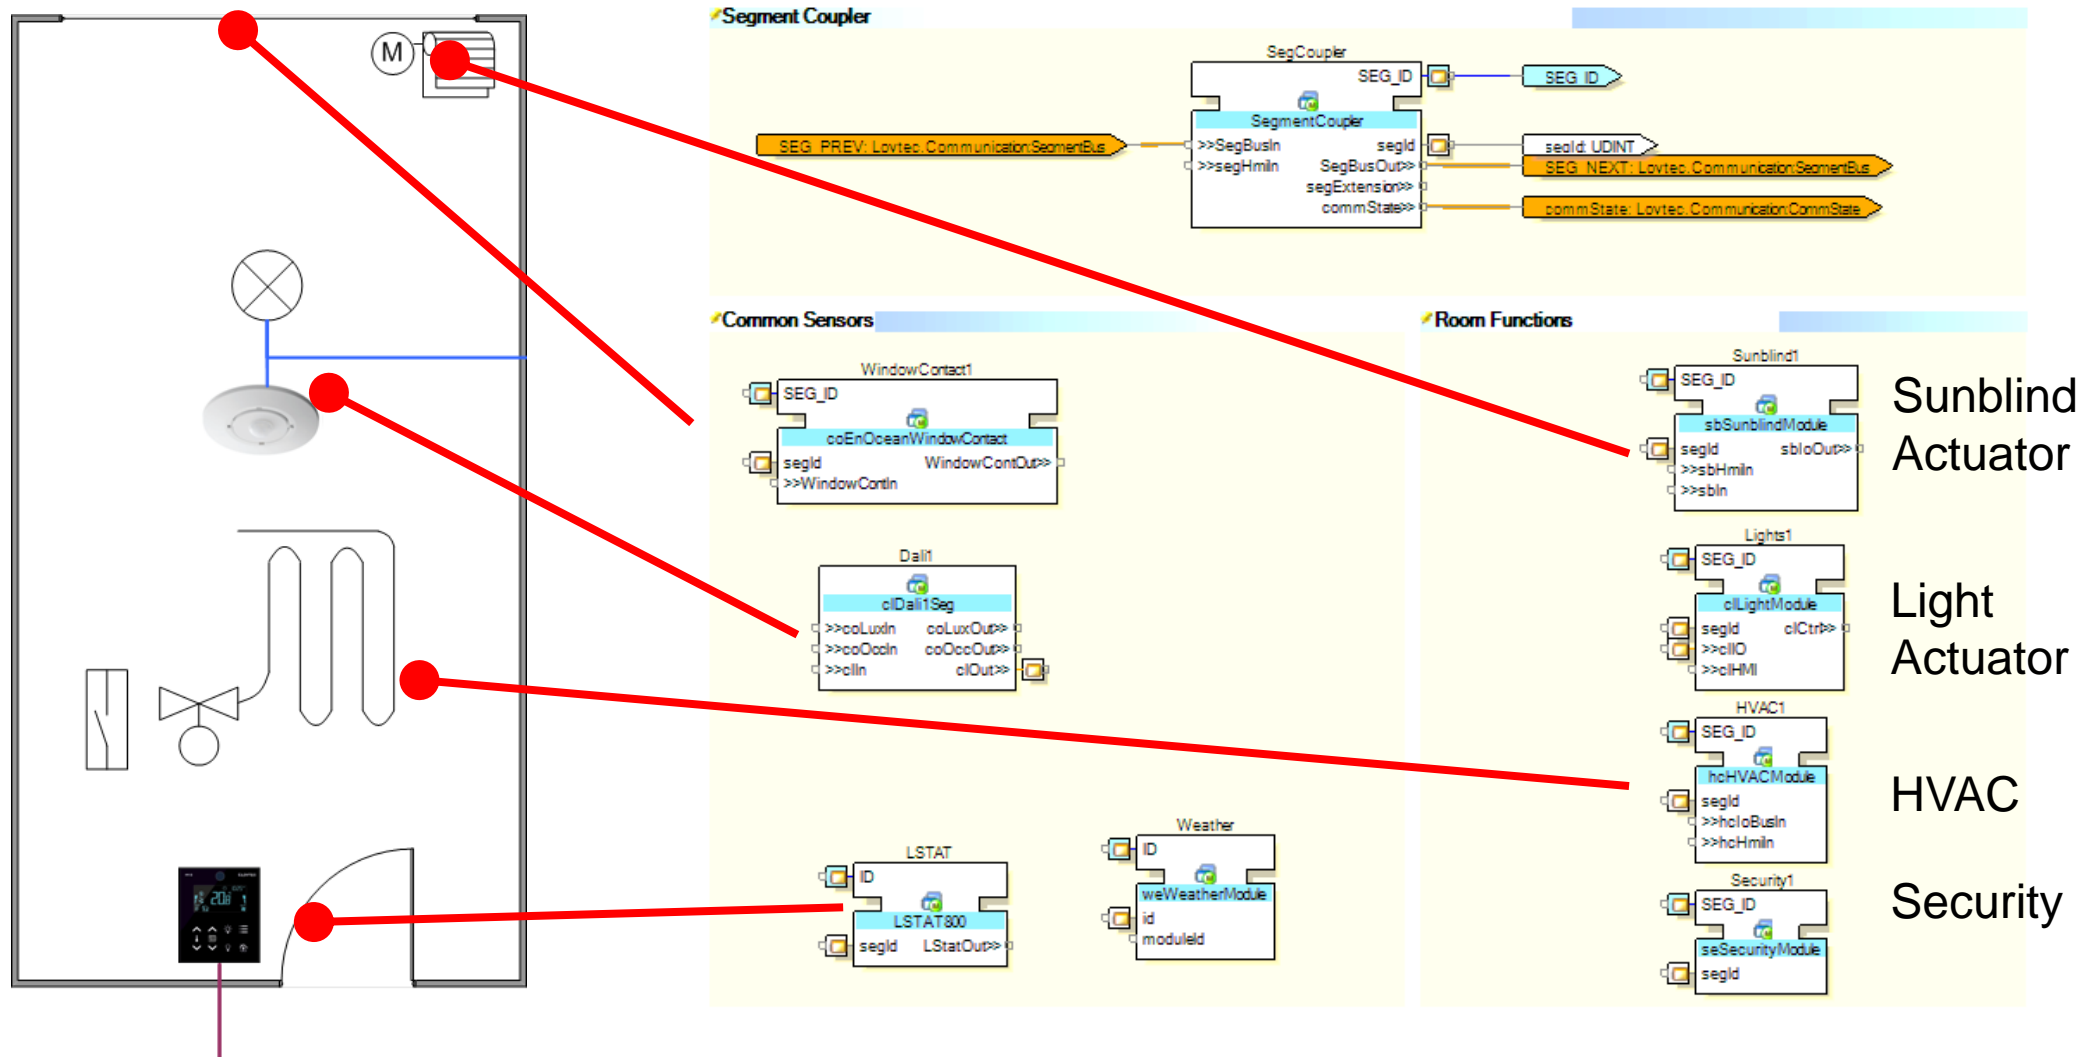 M
Segment Coupler
SegCoupler
SEG_ID
SEG_ID
SegmentCoupler
SEG_PREV: Lovtec.Communication:SegmentBus
>>SegBusIn
segId
segId: UDINT
>>segHmiIn
SegBusOut>>
SEG_NEXT: Lovtec.Communication:SegmentBus
segExtension>>
commState>>
commState: Lovtec.Communication:CommState
Common Sensors
WindowContact1
SEG_ID
coEnOceanWindowContact
segId
WindowContOut>>
>>WindowContIn
Dali1
clDali1Seg
>>coLuxIn
coLuxOut>>
>>coOccIn
coOccOut>>
>>clIn
clOut>>
LSTAT
ID
LSTAT800
segId
LStatOut>>
Weather
ID
weWeatherModule
id
moduleId
Room Functions
Sunblind1
SEG_ID
sbSunblindModule
segId
sbIoOut>>
>>sbHmiIn
>>sbIn
Sunblind
Actuator
Lights1
SEG_ID
clLightModule
segId
clCtrl>>
>>clIO
>>clHMI
Light
Actuator
HVAC1
SEG_ID
hcHVACModule
segId
>>hcIoBusIn
>>hcHmiIn
HVAC
Security1
SEG_ID
seSecurityModule
segId
Security